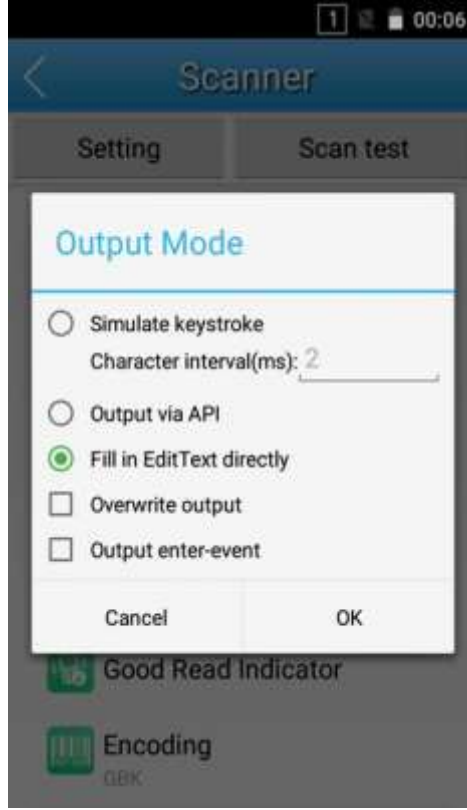 1
00:06
Scanner
Setting
Scan test
Output Mode
Simulate keystroke
Character interval(ms): 2
Output via API
Fill in EditText directly
Overwrite output
Output enter-event
Cancel
OK
Good Read Indicator
Encoding
GBK